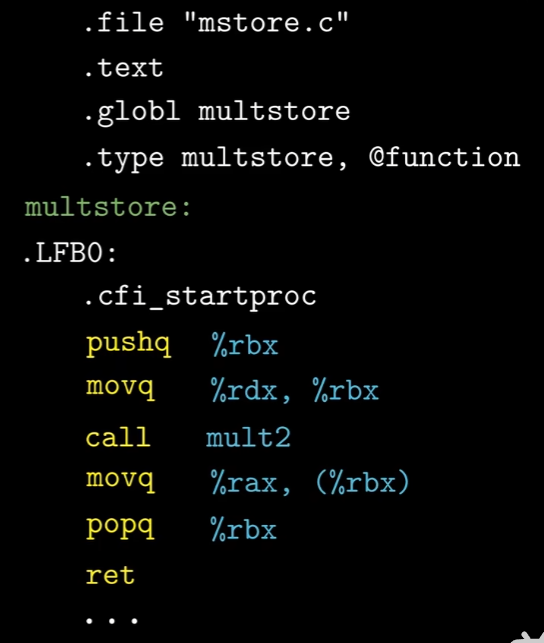 .file "mstore.c"
.text
.globl multstore
.type multstore, @function
multstore:
.LFB0:
.cfi_startproc
pushq %rbx
movq %rdx, %rbx
call mult2
movq %rax, (%rbx)
popq %rbx
ret
...